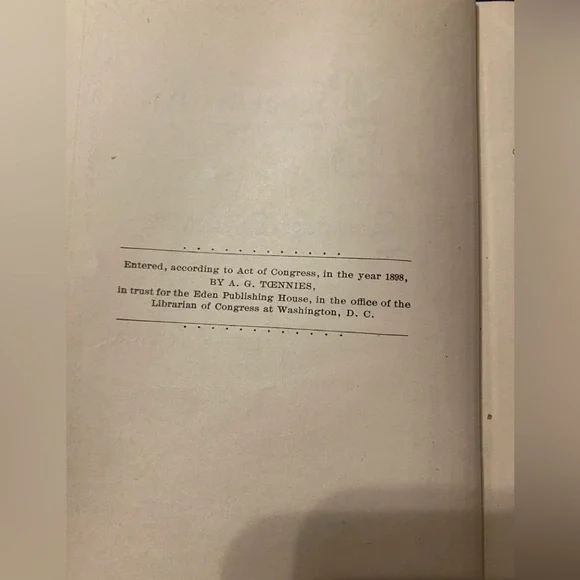 Entered, according to Act of Congress, in the year 1898,
BY A. G. TŒNNIES,
in trust for the Eden Publishing House, in the office of the
Librarian of Congress at Washington, D. C.